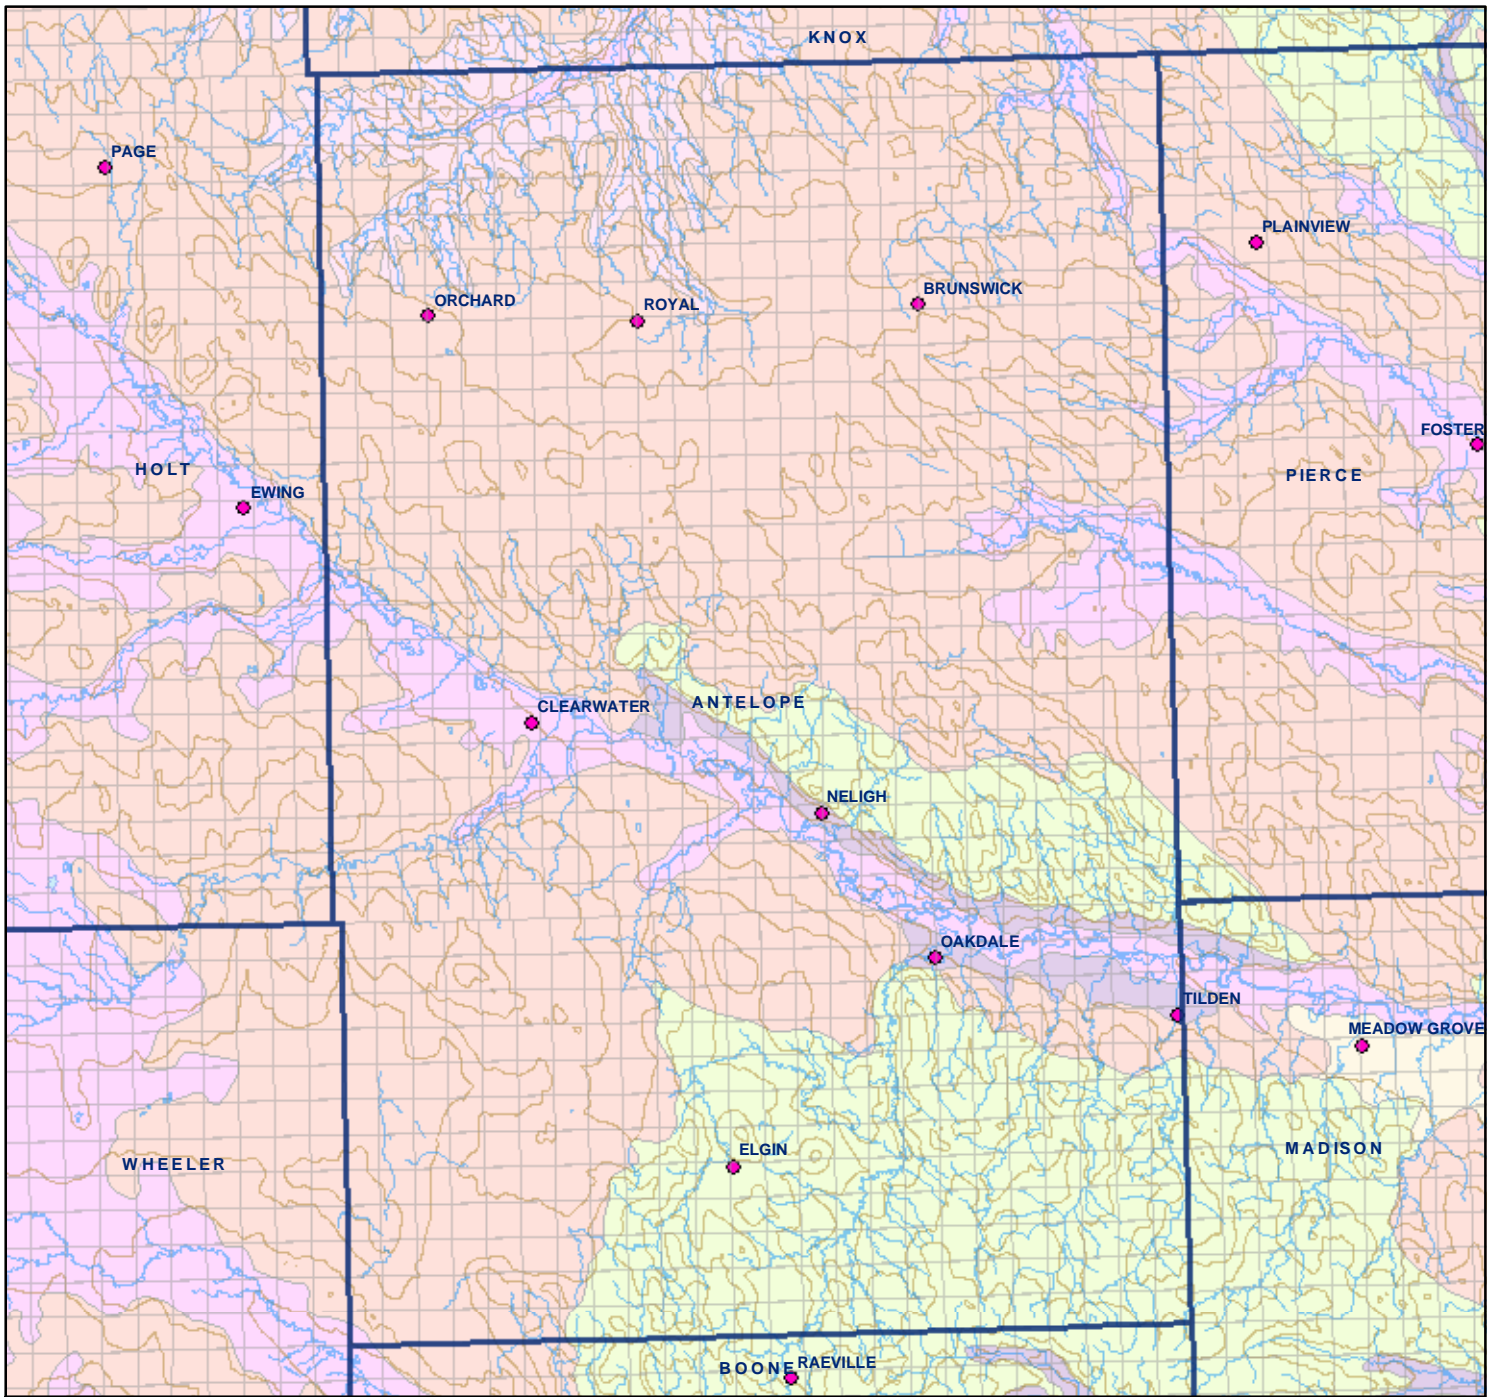 KNOX
PAGE
PLAINVIEW
BRUNSWICK
ORCHARD
ROYAL
FOSTER
HOLT
PIERCE
EWING
ANTELOPE
CLEARWATER
NELIGH
OAKDALE
TILDEN
MEADOW GROVE
ELGIN
MADISON
WHEELER
BOONE
RAEVILLE